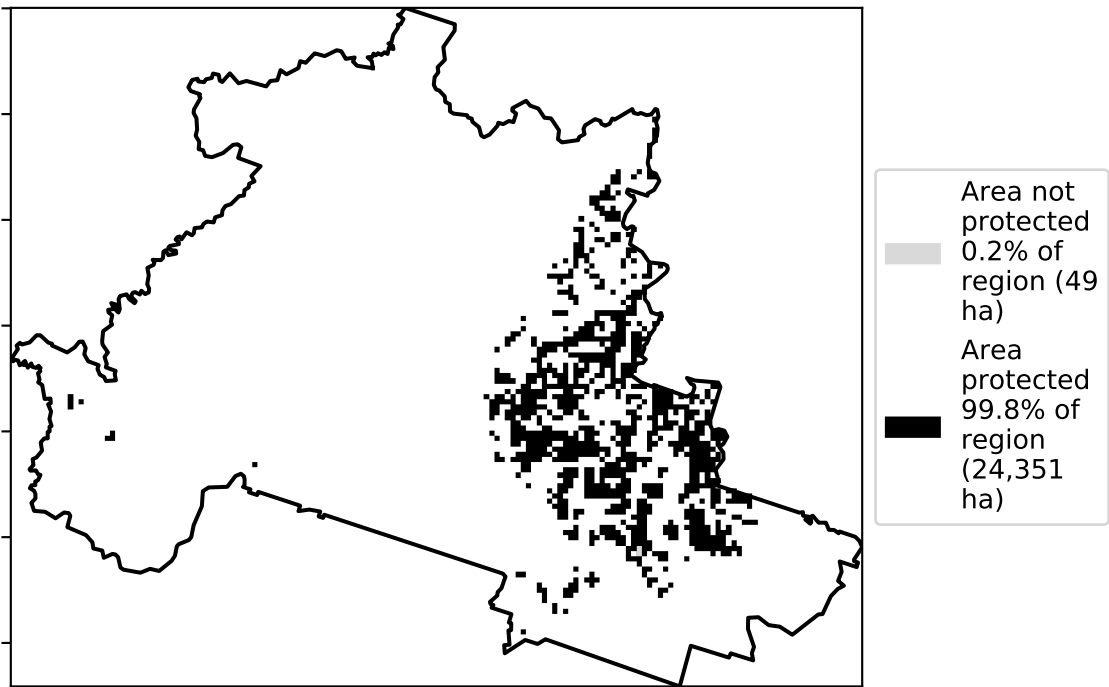 Area not
protected
0.2% of
region (49
ha)
Area
protected
99.8% of
region
(24,351
ha)